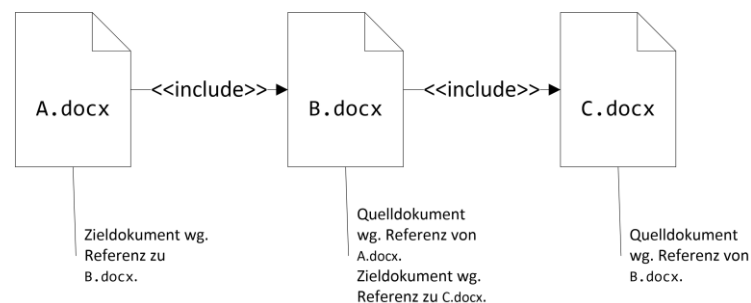 A.docx
<<include>>
B.docx
<<include>>
C.docx
Zieldokument wg.
Referenz zu
B.docx.
Quelldokument
wg. Referenz von
A.docx.
Zieldokument wg.
Referenz zu C.docx.
Quelldokument
wg. Referenz von
B.docx.